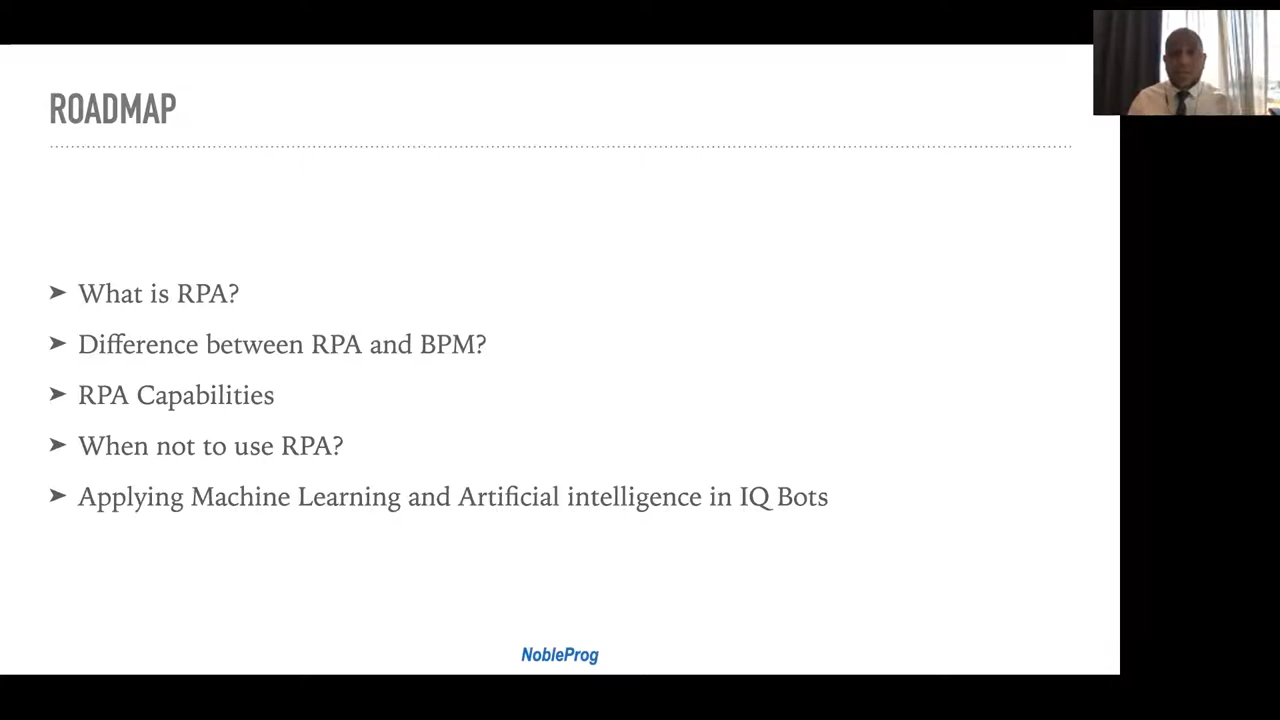 ROADMAP
➤ What is RPA?
➤ Difference between RPA and BPM?
➤ RPA Capabilities
➤ When not to use RPA?
➤ Applying Machine Learning and Artificial intelligence in IQ Bots
NobleProg